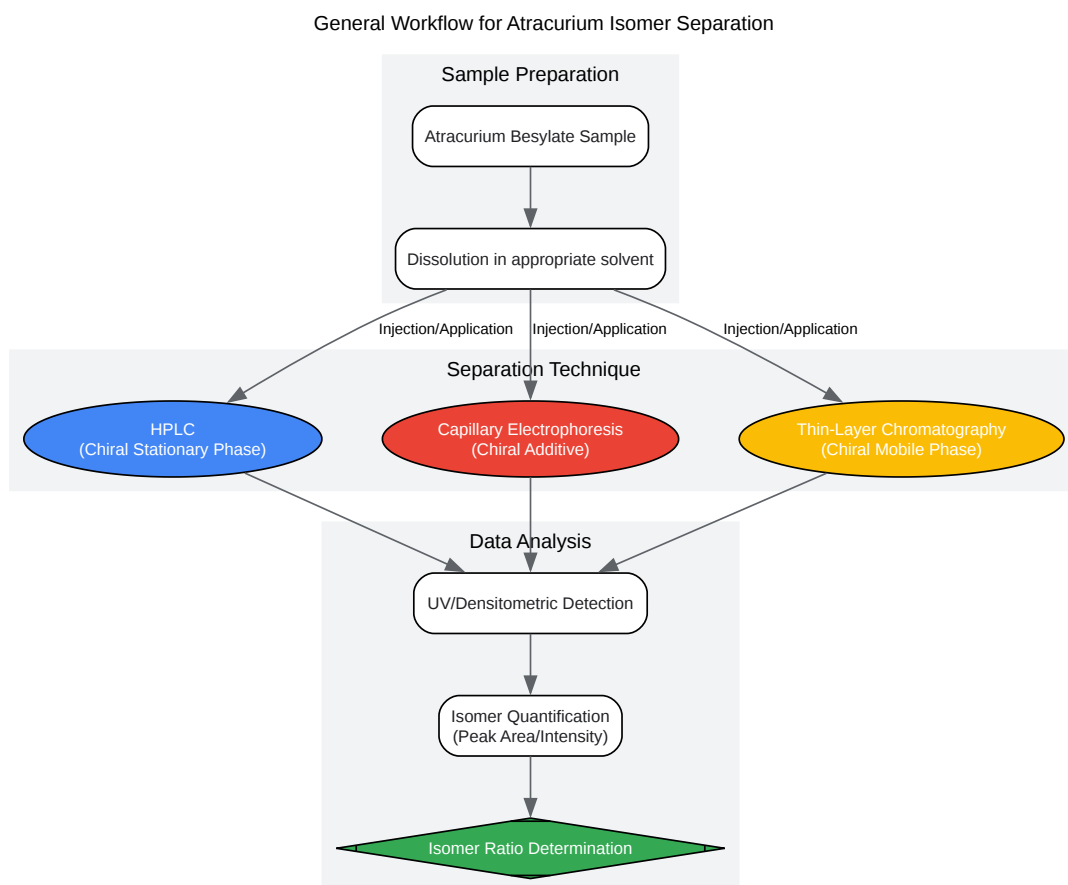 General Workflow for Atracurium Isomer Separation
Sample Preparation
Atracurium Besylate Sample
Dissolution in appropriate solvent
Injection/Application
Injection/Application
Injection/Application
Separation Technique
HPLC
(Chiral Stationary Phase)
Capillary Electrophoresis
(Chiral Additive)
Thin-Layer Chromatography
(Chiral Mobile Phase)
Data Analysis
UV/Densitometric Detection
Isomer Quantification
(Peak Area/Intensity)
Isomer Ratio Determination